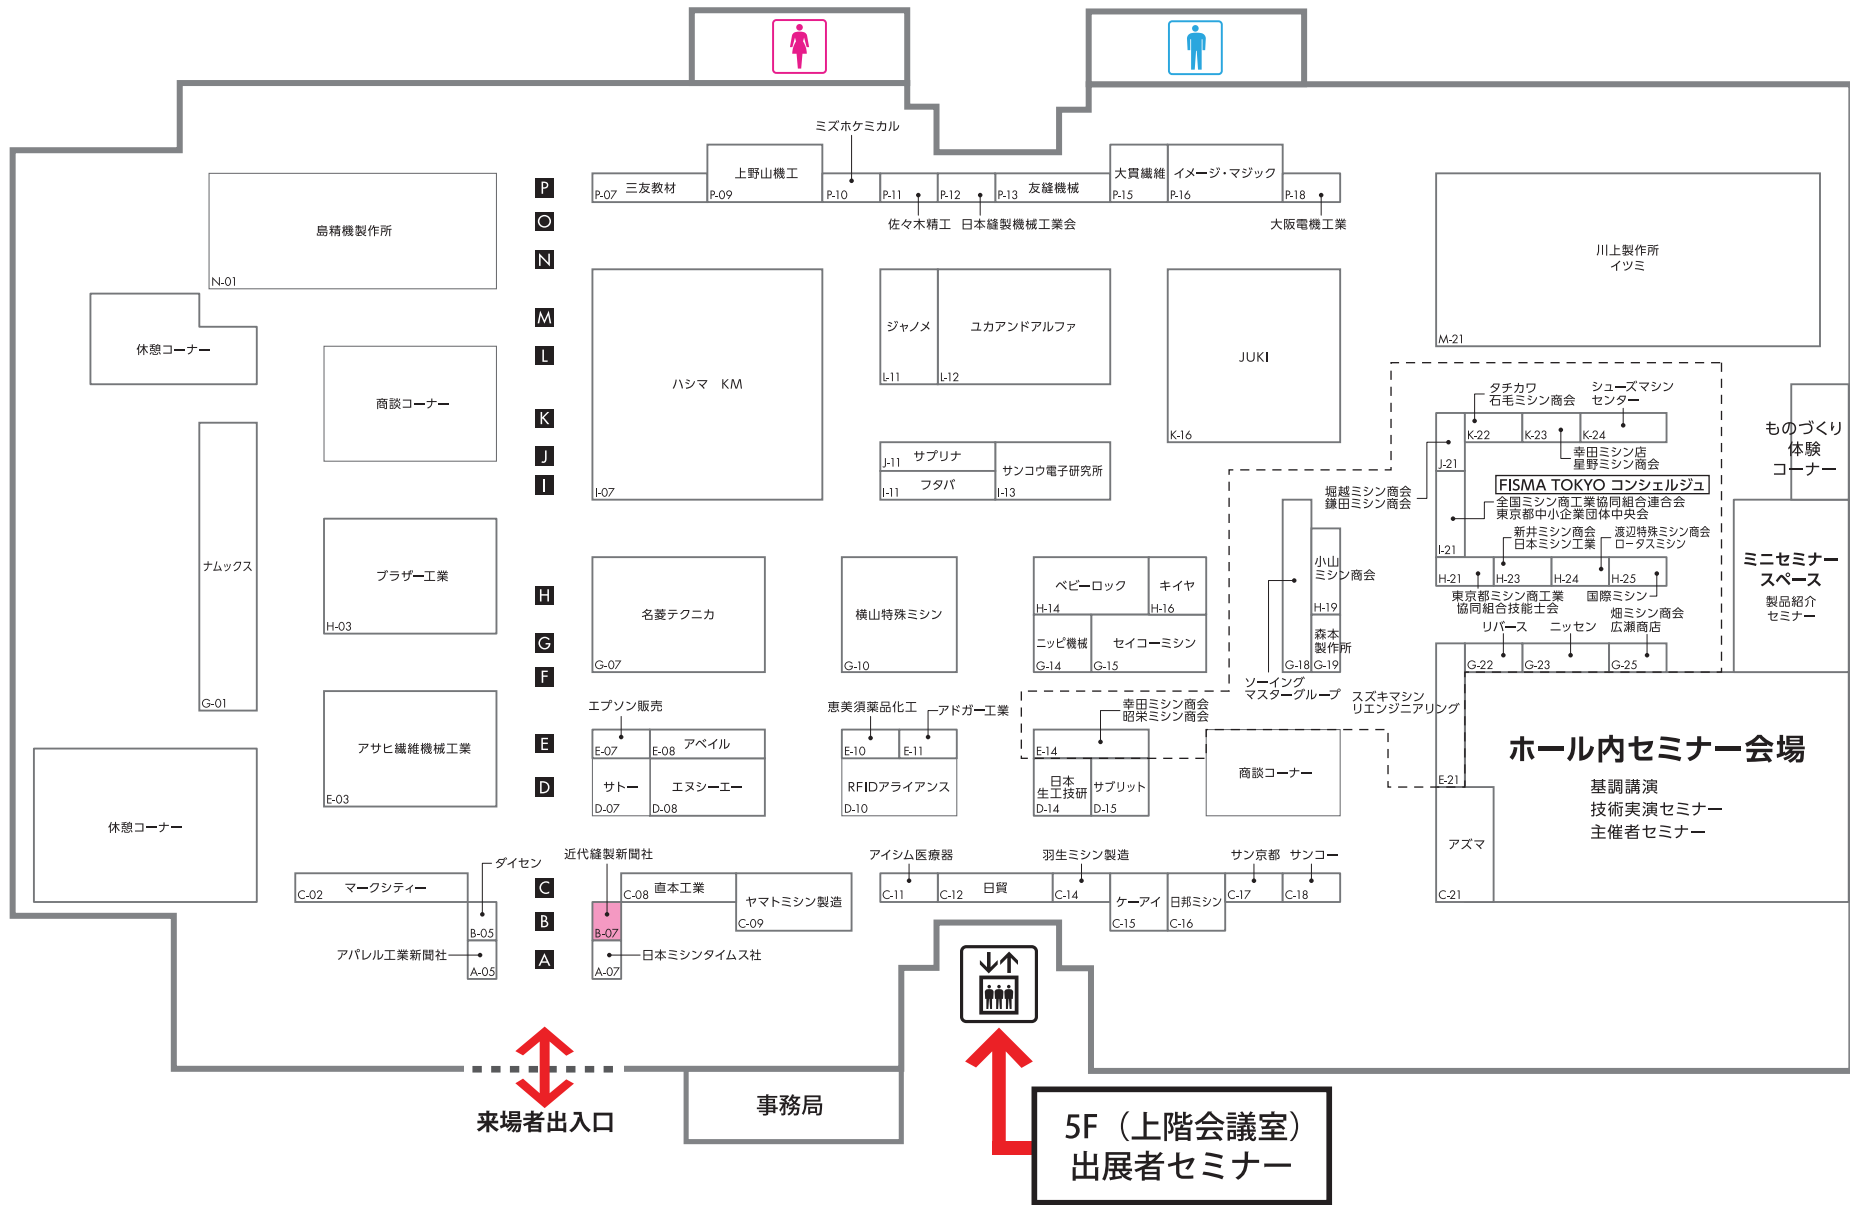 ミズホケミカル
P
三友教材
P-07
上野山機工
P-09
P-10
P-11
P-12
友縫機械
P-13
大貫繊維
P-15
イメージ・マジック
P-16
P-18
佐々木精工
日本縫製機械工業会
大阪電機工業
O
島精機製作所
N-01
N
川上製作所
イツミ
M-21
M
L
休憩コーナー
商談コーナー
ハシマ KM
I-07
ジャノメ
L-11
ユカアンドアルファ
L-12
JUKI
K-16
K
タチカワ
石毛ミシン商会
シューズマシン
センター
K-22
K-23
K-24
幸田ミシン店
星野ミシン商会
ものづくり
体験
コーナー
J
サプリナ
J-11
サンコウ電子研究所
I-13
I
フタバ
I-11
J-21
堀越ミシン商会
鎌田ミシン商会
FISMA TOKYO コンシェルジュ
全国ミシン商工業協同組合連合会
東京都中小企業団体中央会
新井ミシン商会
日本ミシン工業
渡辺特殊ミシン商会
ロータスミシン
I-21
H-21
H-23
H-24
H-25
東京都ミシン商工業
協同組合技能士会
国際ミシン
畑ミシン商会
広瀬商店
リバース
ニッセン
G-22
G-23
G-25
ミニセミナー
スペース
製品紹介
セミナー
ナムックス
G-01
ブラザー工業
H-03
H
G
F
名菱テクニカ
G-07
横山特殊ミシン
G-10
ベビーロック
H-14
キイヤ
H-16
ニッピ機械
G-14
セイコーミシン
G-15
小山
ミシン商会
H-19
森本
製作所
G-18
G-19
ソーイング
マスターグループ
スズキマシン
リエンジニアリング
E-21
アサヒ繊維機械工業
E-03
エプソン販売
E
E-07
アベイル
E-08
D
サトー
D-07
エヌシーエー
D-08
恵美須薬品化工
アドガー工業
E-10
E-11
RFIDアライアンス
D-10
幸田ミシン商会
昭栄ミシン商会
E-14
日本
生工技研
D-14
サブリット
D-15
商談コーナー
ホール内セミナー会場
基調講演
技術実演セミナー
主催者セミナー
アズマ
C-21
休憩コーナー
ダイセン
近代縫製新聞社
マークシティー
C-02
C
直本工業
C-08
ヤマトミシン製造
C-09
アイシム医療器
羽生ミシン製造
サン京都
サンコー
C-11
日貿
C-12
C-14
ケーアイ
C-15
日邦ミシン
C-16
C-17
C-18
B-05
B
B-07
アパレル工業新聞社
A-05
A
A-07
日本ミシンタイムス社
来場者出入口
事務局
5F（上階会議室）
出展者セミナー